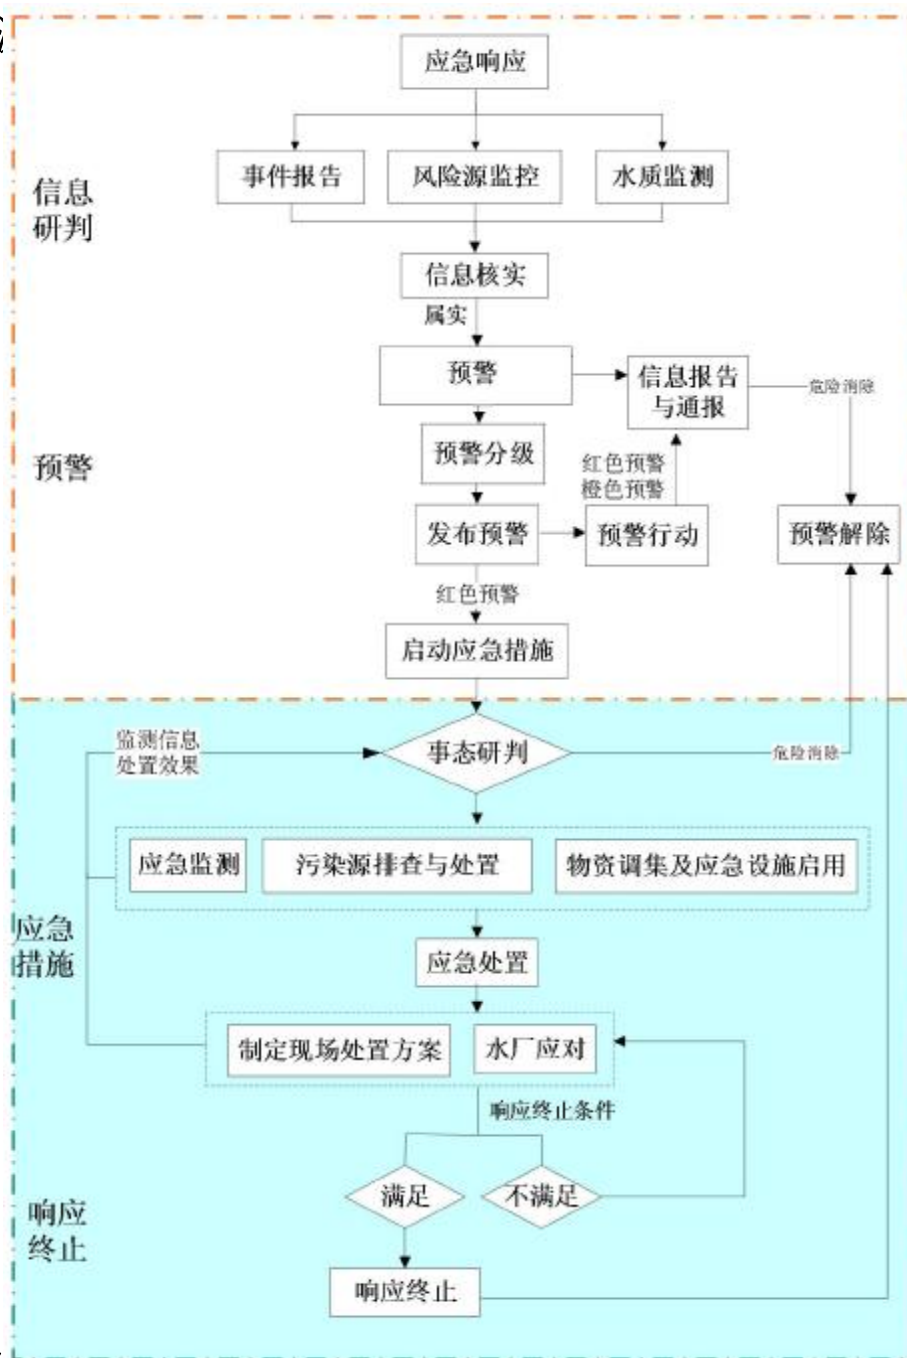 应急响应
事件报告
风险源监控
水质监测
信息
研判
信息核实
属实
预警
信息报告
与通报
危险消除
预警
预警分级
红色预警
橙色预警
发布预警
预警行动
预警解除
红色预警
启动应急措施
监测信息
处置效果
事态研判
危险消除
应急监测
污染源排查与处置
物资调集及应急设施启用
应急
措施
应急处置
制定现场处置方案
水厂应对
响应终止条件
满足
不满足
响应
终止
响应终止